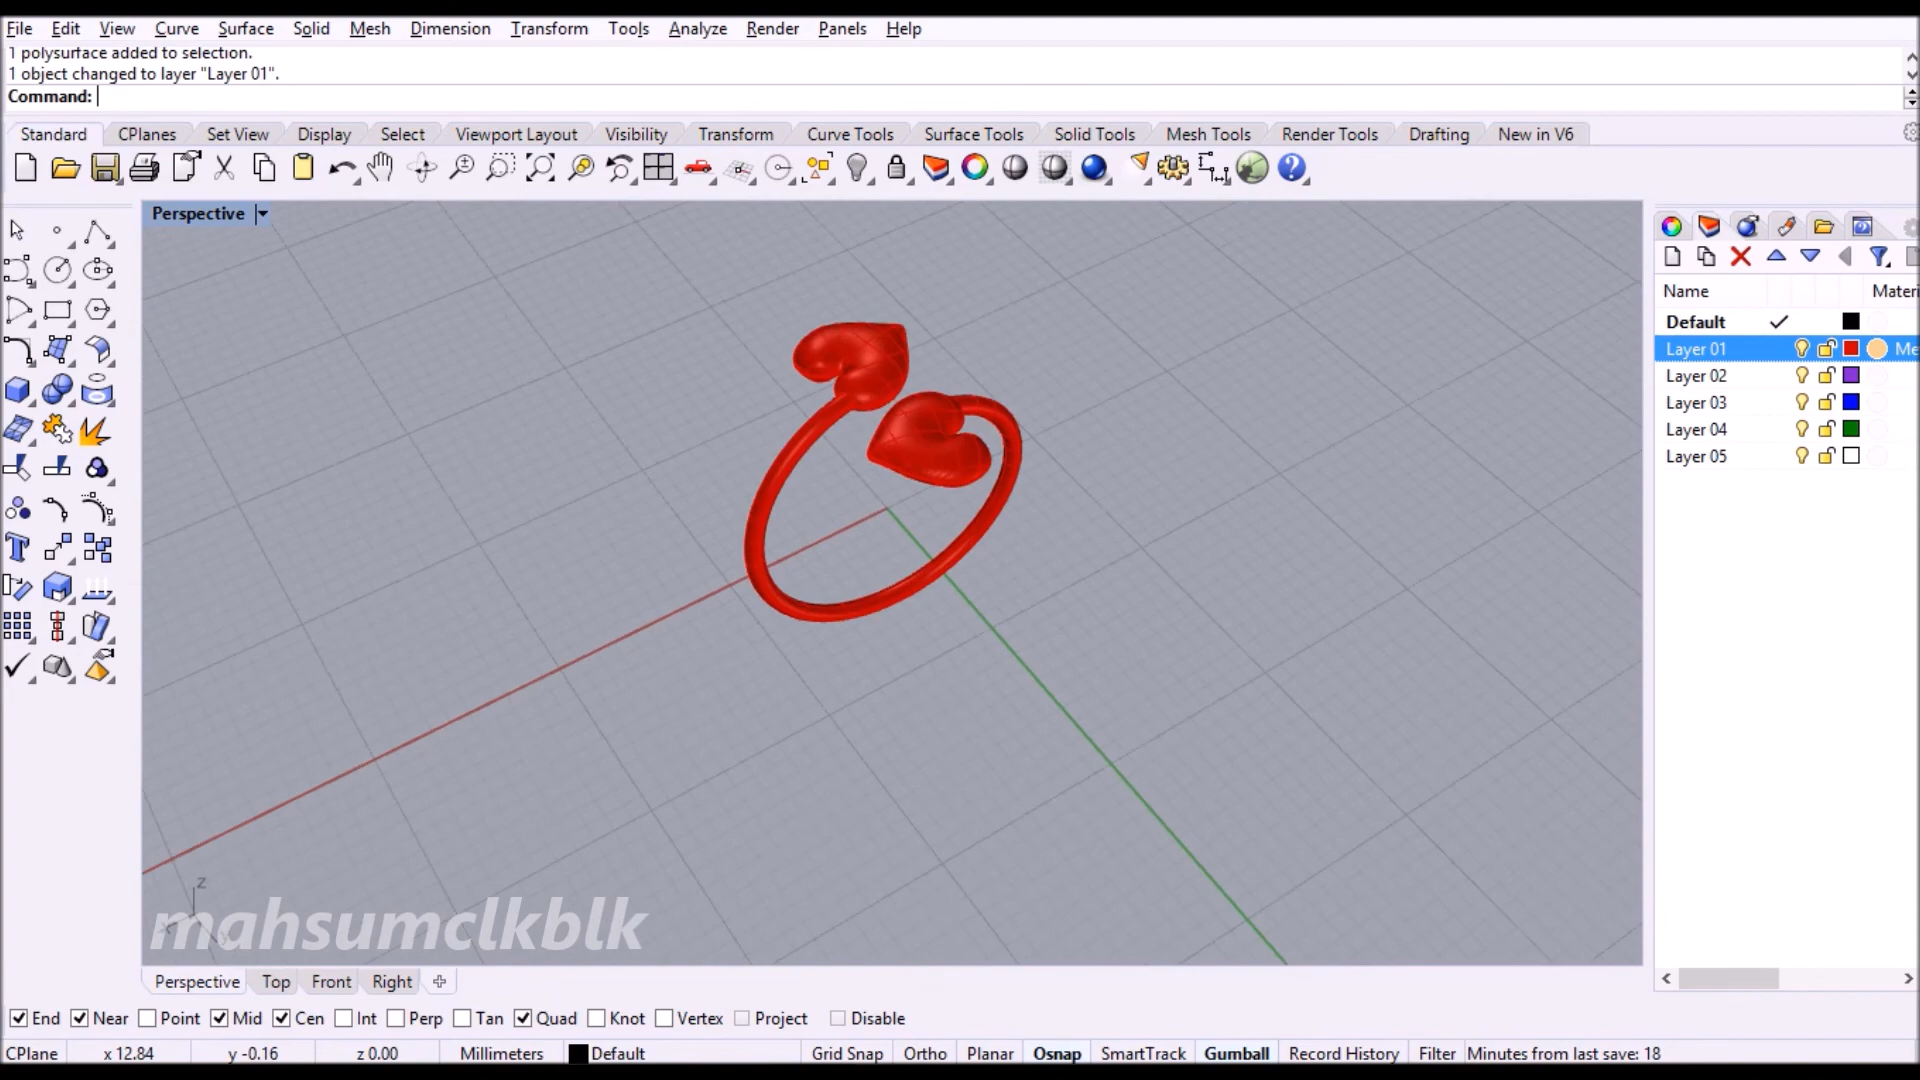 File Edit View Curve Surface Solid Mesh Dimension Transform Tools Analyze Render Panels Help
1 polysurface added to selection.
1 object changed to layer "Layer 01".
Command:
Standard CPlanes Set View Display Select Viewport Layout Visibility Transform Curve Tools Surface Tools Solid Tools Mesh Tools Render Tools Drafting New in V6
Perspective
Name Materi
Default
Layer 01 Me
Layer 02
Layer 03
Layer 04
Layer 05
z
mahsumclkblk
Perspective Top Front Right
End Near Point Mid Cen Int Perp Tan Quad Knot Vertex Project Disable
CPlane x 12.84 y -0.16 z 0.00 Millimeters Default Grid Snap Ortho Planar Osnap SmartTrack Gumball Record History Filter Minutes from last save: 18